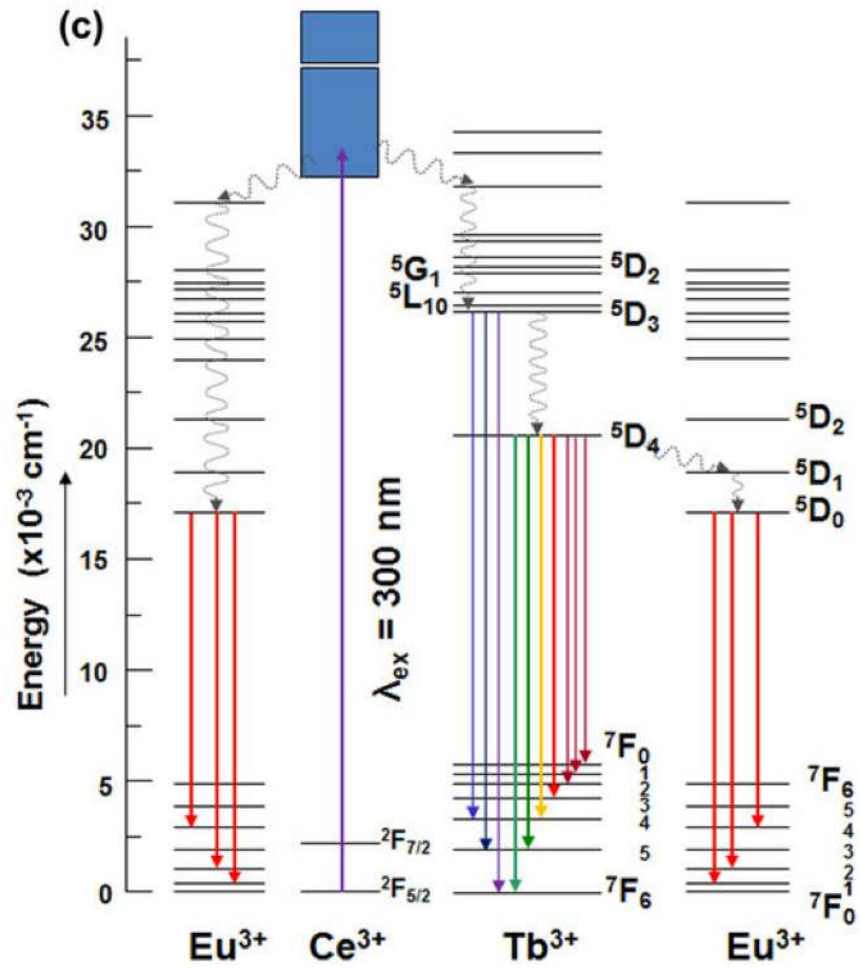 (c)
35
30
25
20
15
10
5
0
Energy (x10⁻³ cm⁻¹)
λex = 300 nm
²F7/2
²F5/2
⁵G1
⁵L10
⁵D2
⁵D3
⁵D4
⁷F0
1
2
3
4
5
⁷F6
⁵D2
⁵D1
⁵D0
⁷F6
5
4
3
2
1
⁷F0
Eu³⁺ Ce³⁺ Tb³⁺ Eu³⁺